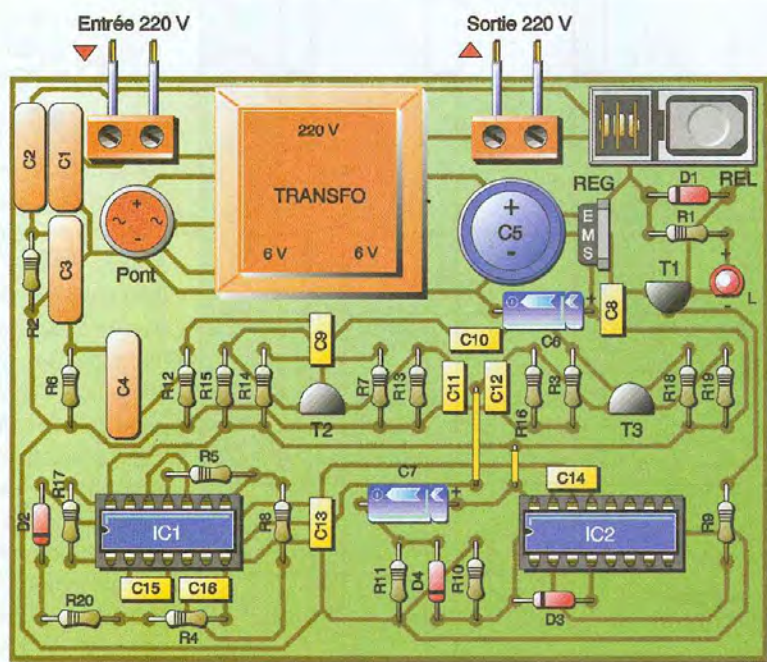 Entrée 220 V
Sortie 220 V
C2
C1
220 V
TRANSFO
6 V
6 V
~
~
+
-
Pont
+
C5
-
REG
E
M
S
D1
REL
R1
T1
+
L
-
R2
C3
C6
+
C8
R6
C4
R12
R15
R14
C9
T2
R7
R13
C10
C11
C12
R16
R3
T3
R18
R19
D2
R17
R5
IC1
R8
C13
C7
+
C14
IC2
R9
C15
C16
R20
R4
R11
D4
R10
D3